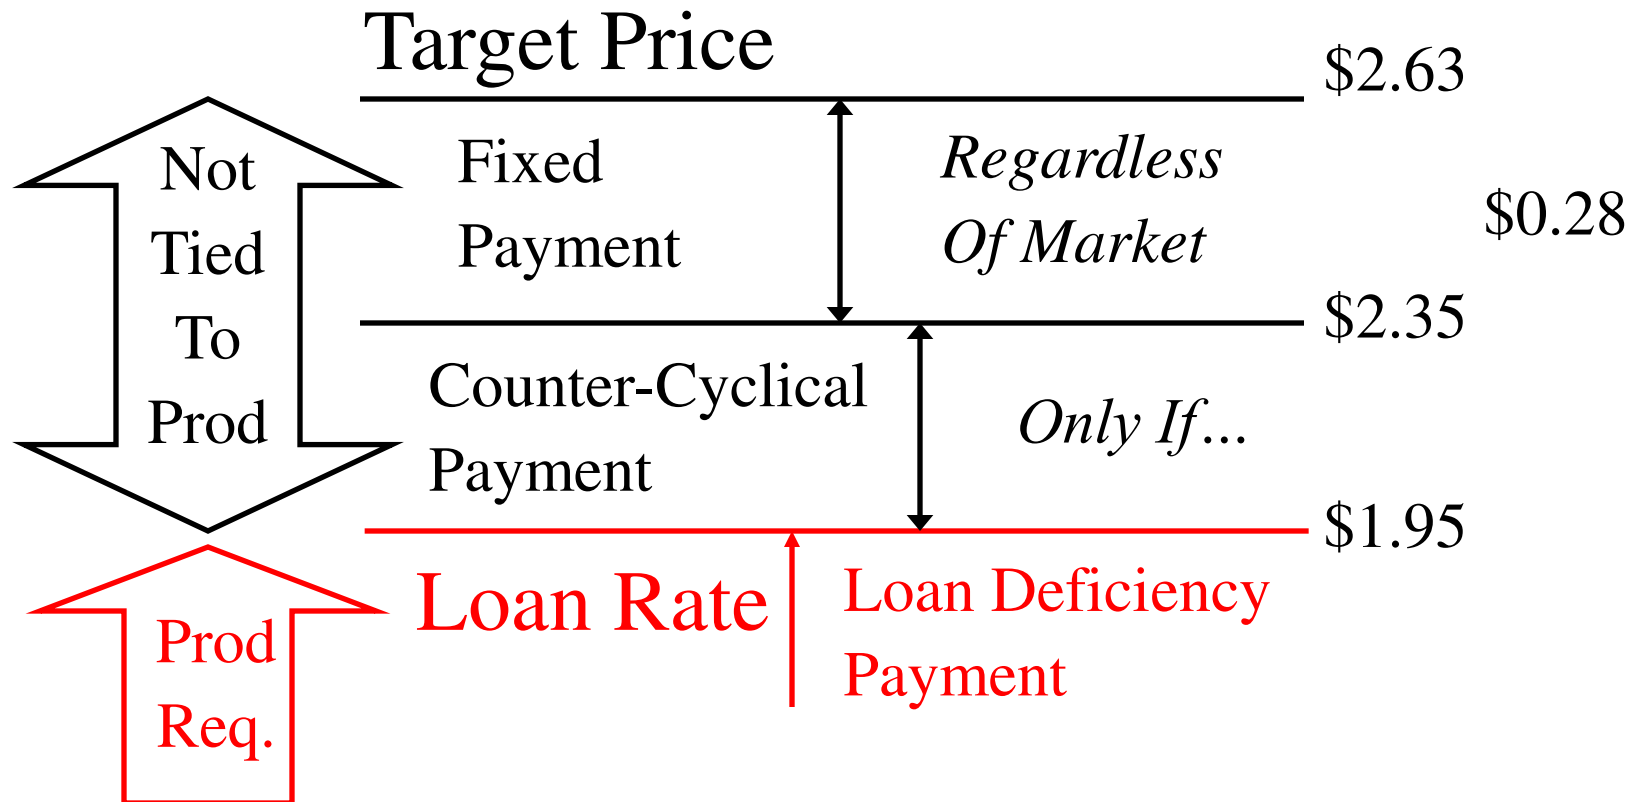 Target Price
$2.63
Not
Tied
To
Prod
Fixed
Payment
Regardless
Of Market
$0.28
$2.35
Counter-Cyclical
Payment
Only If...
$1.95
Prod
Req.
Loan Rate
Loan Deficiency
Payment